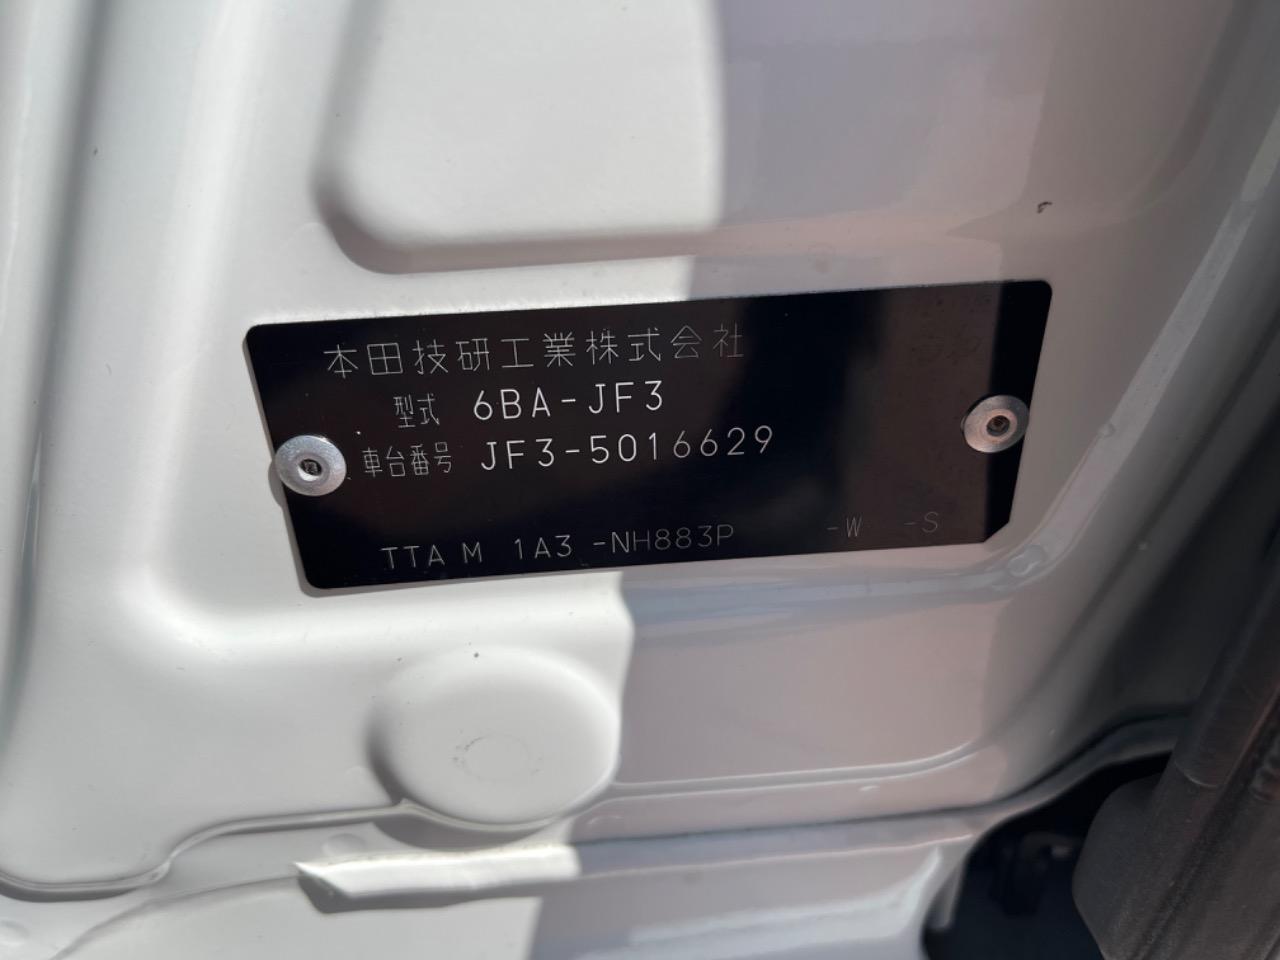 本田技研工業株式会社
型式 6BA-JF3
車台番号 JF3-5016629
TTA M 1A3 -NH883P -W -S